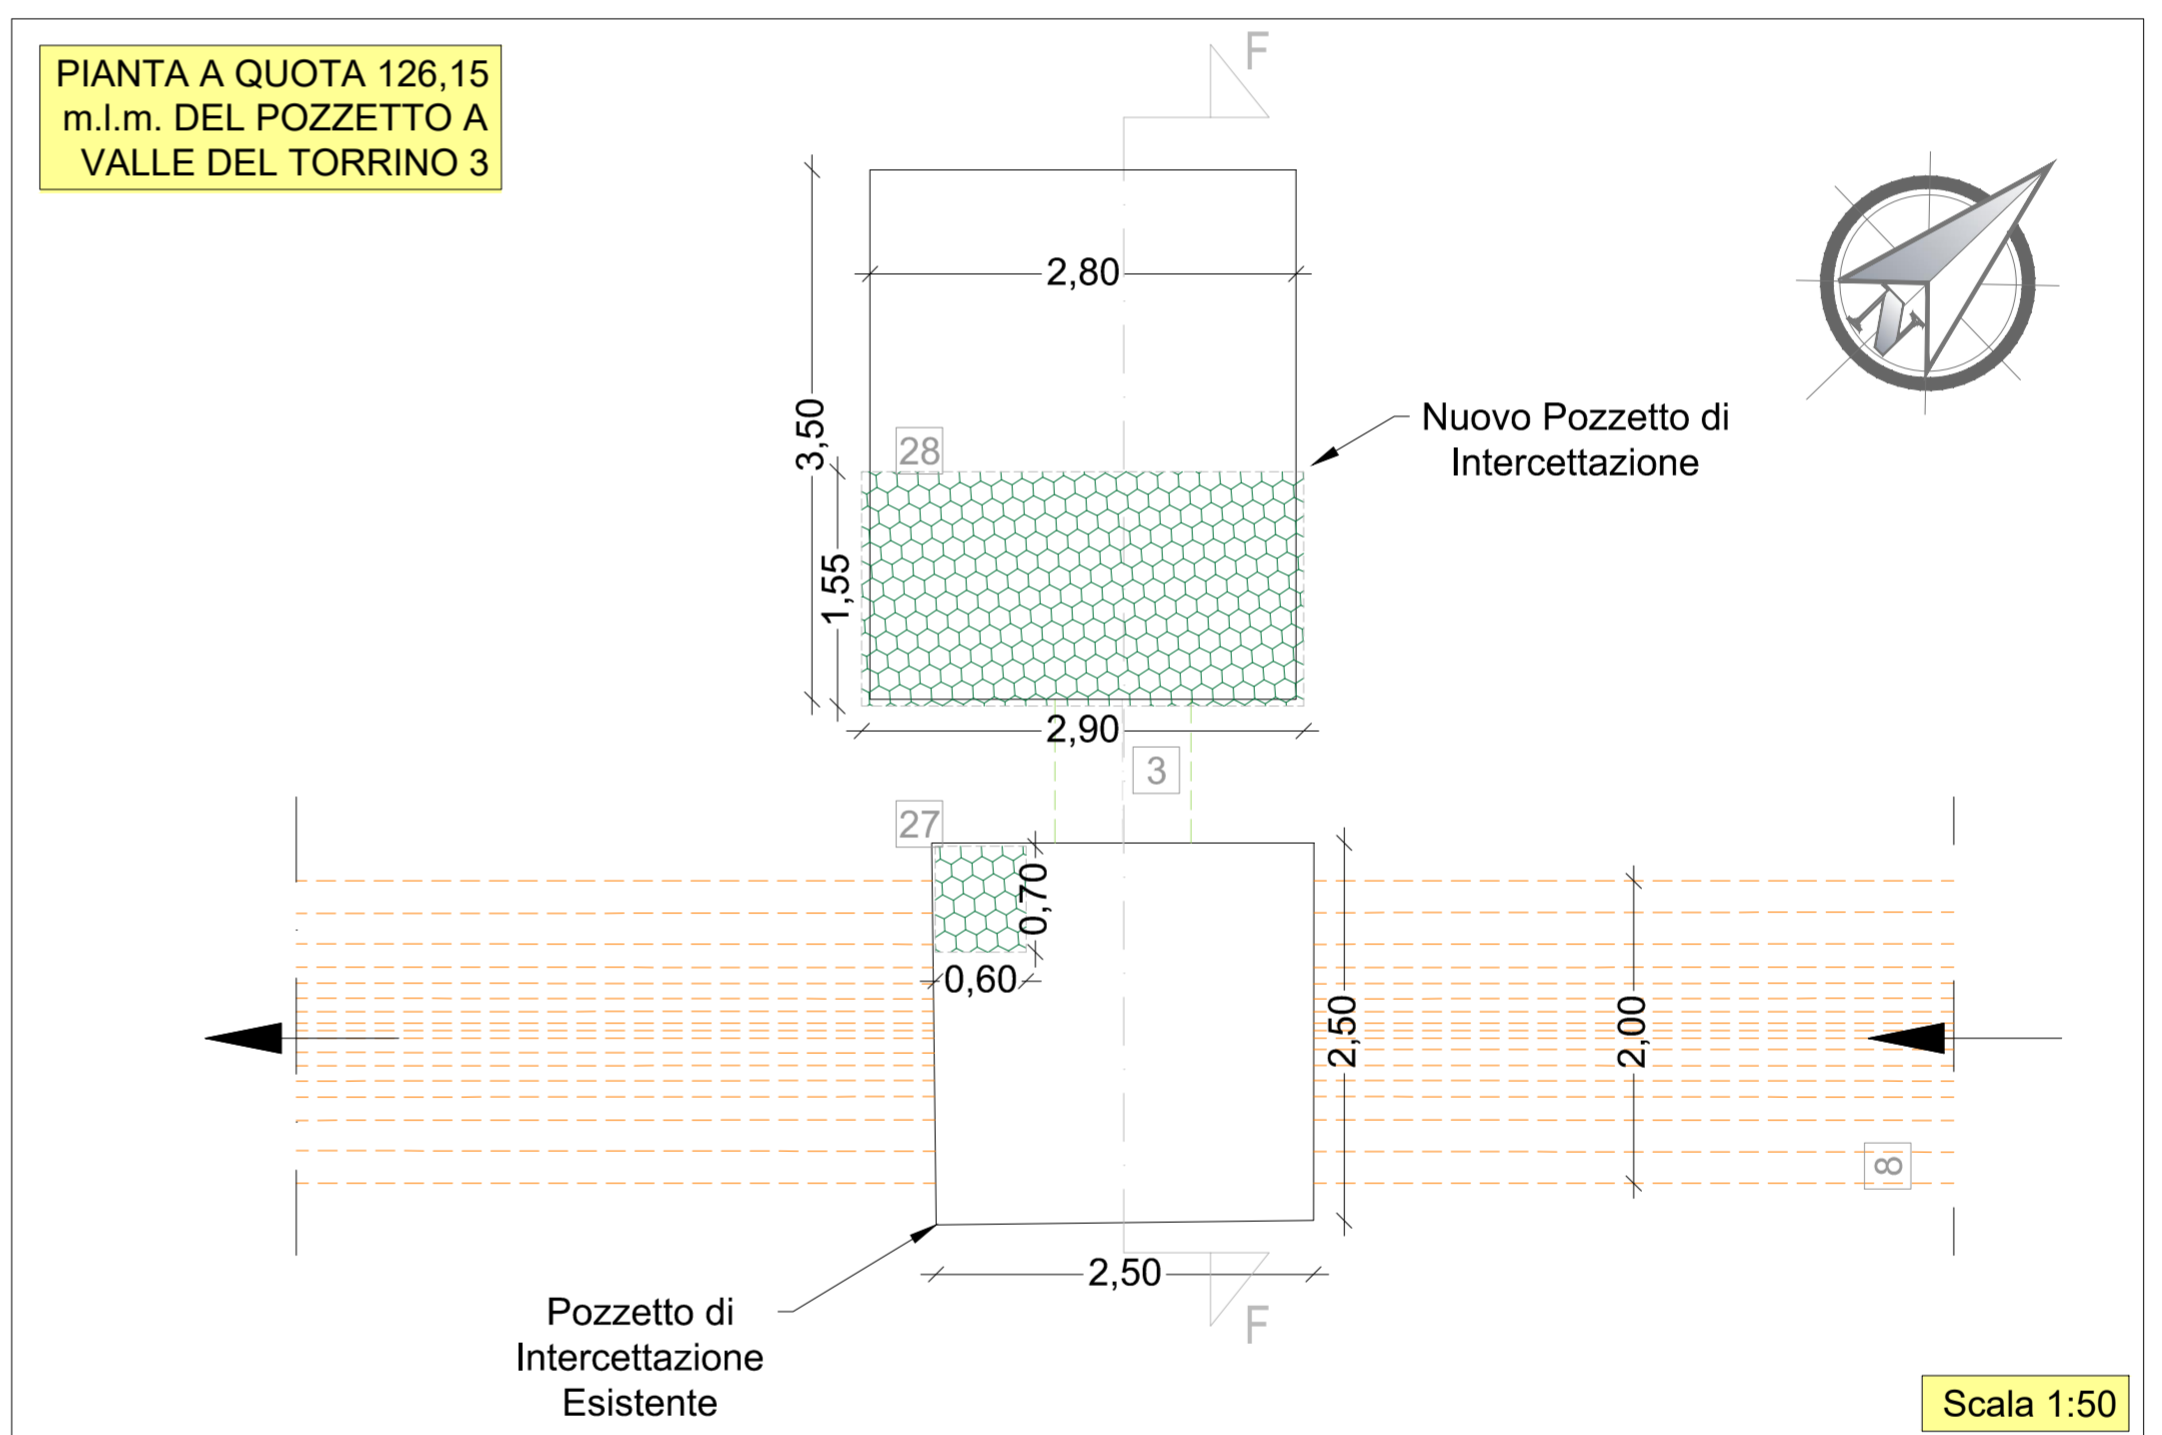 PIANTA A QUOTA 126,15
m.l.m. DEL POZZETTO A
VALLE DEL TORRINO 3
F
2,80
3,50
28
Nuovo Pozzetto di
Intercettazione
N
1,55
2,90
3
27
0,70
0,60
2,50
2,00
8
2,50
F
Pozzetto di
Intercettazione
Esistente
Scala 1:50